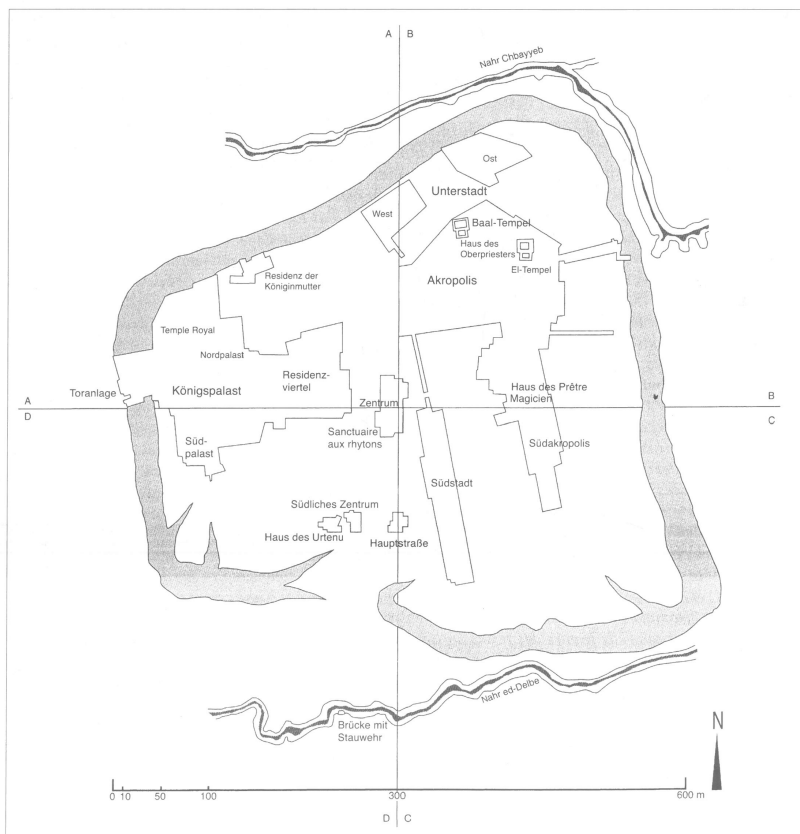 A B
Nahr Chbayyeb
Ost
Unterstadt
West
Baal-Tempel
Haus des
Oberpriesters
El-Tempel
Akropolis
Residenz der
Königinmutter
Temple Royal
Nordpalast
Residenz-
viertel
Königspalast
Toranlage
Zentrum
Haus des Prêtre
Magicien
A
B
D
C
Sanctuaire
aux rhytons
Süd-
palast
Südakropolis
Südstadt
Südliches Zentrum
Haus des Urtenu
Hauptstraße
Nahr ed-Delbe
Brücke mit
Stauwehr
N
0 10 50 100 300 600 m
D C